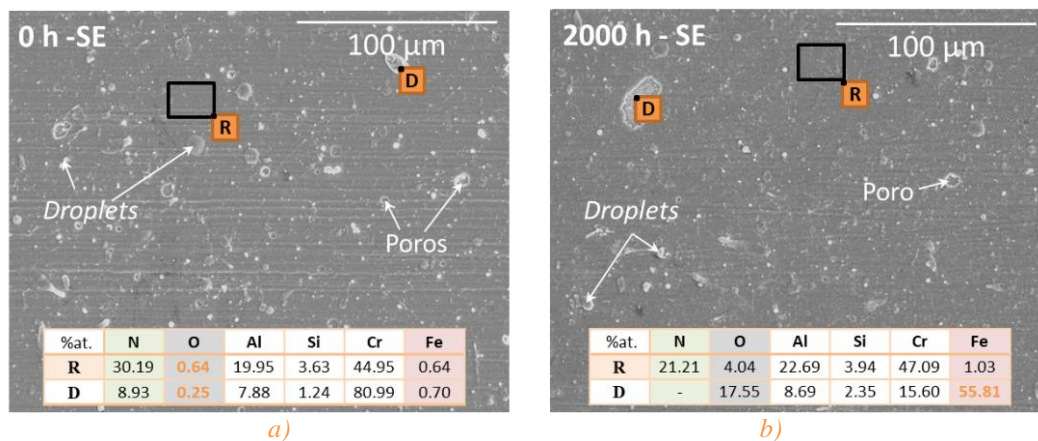 0 h -SE
100 µm
D
R
Droplets
Poros
%at. N O Al Si Cr Fe
R 30.19 0.64 19.95 3.63 44.95 0.64
D 8.93 0.25 7.88 1.24 80.99 0.70
a)
2000 h - SE
100 µm
R
D
Poro
Droplets
%at. N O Al Si Cr Fe
R 21.21 4.04 22.69 3.94 47.09 1.03
D - 17.55 8.69 2.35 15.60 55.81
b)